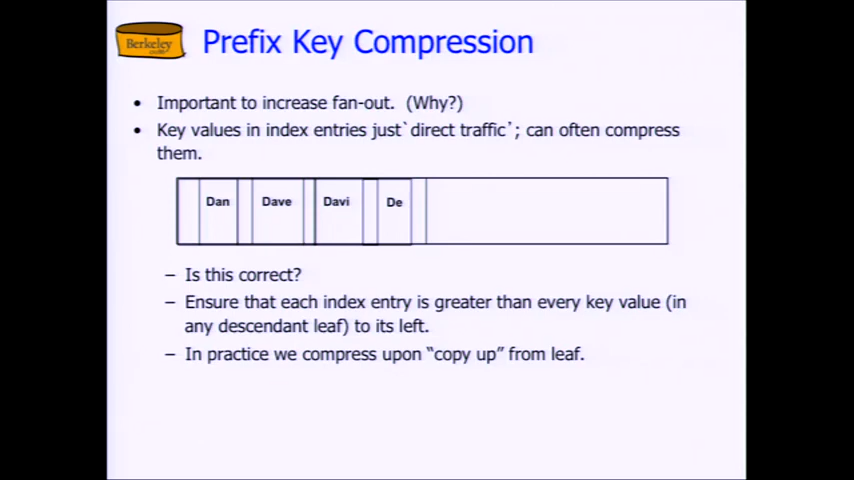 Berkeley
Prefix Key Compression
• Important to increase fan-out. (Why?)
• Key values in index entries just`direct traffic'; can often compress
them.
Dan Dave Davi De
– Is this correct?
– Ensure that each index entry is greater than every key value (in
any descendant leaf) to its left.
– In practice we compress upon “copy up” from leaf.